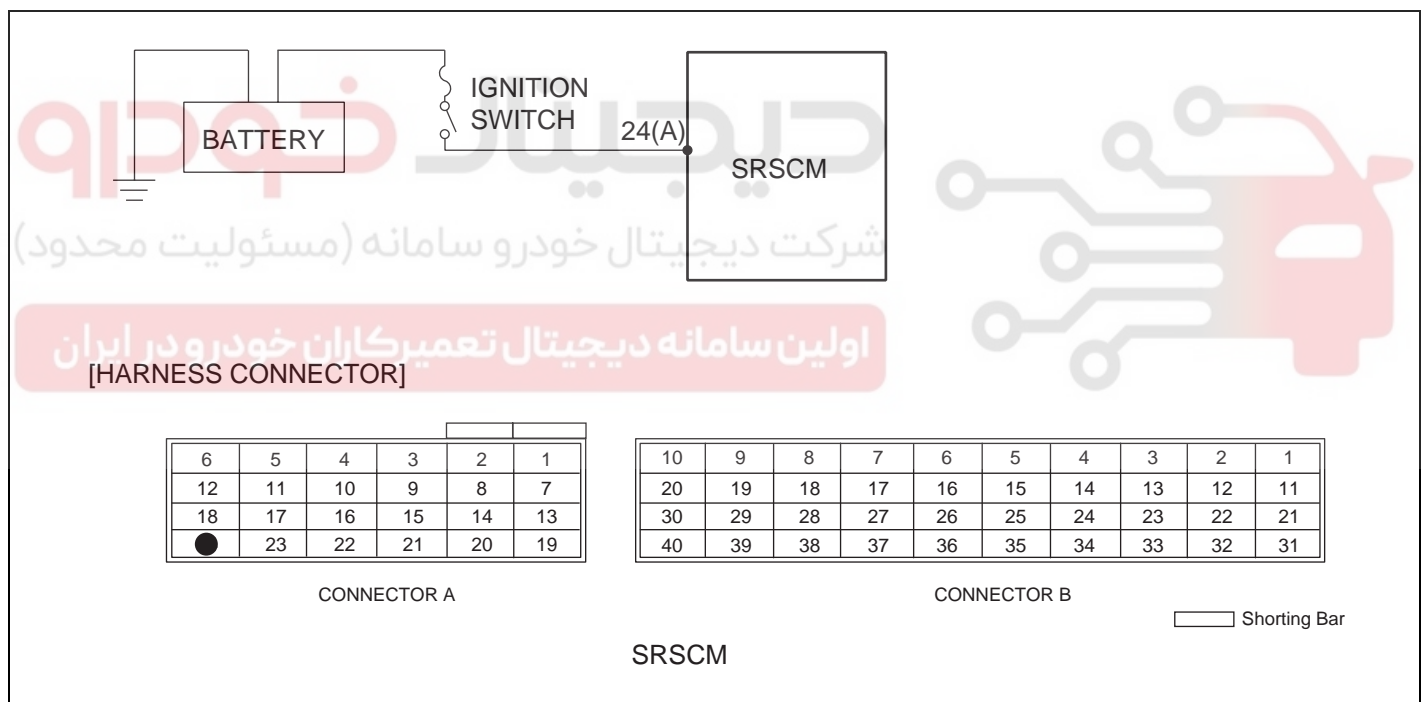 IGNITION
SWITCH
BATTERY
24(A)
SRSCM
دیجیتال خودرو
شرکت دیجیتال خودرو سامانه (مسئولیت محدود)
اولین سامانه دیجیتال تعمیرکاران خودرو در ایران
[HARNESS CONNECTOR]
6 5 4 3 2 1
12 11 10 9 8 7
18 17 16 15 14 13
23 22 21 20 19
10 9 8 7 6 5 4 3 2 1
20 19 18 17 16 15 14 13 12 11
30 29 28 27 26 25 24 23 22 21
40 39 38 37 36 35 34 33 32 31
CONNECTOR A
CONNECTOR B
Shorting Bar
SRSCM